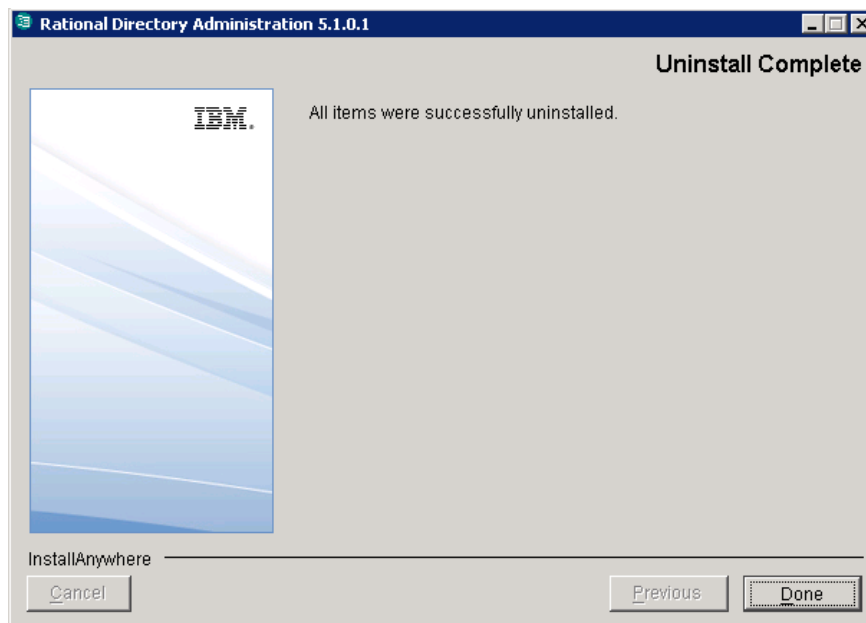 Rational Directory Administration 5.1.0.1
Uninstall Complete
IBM.
All items were successfully uninstalled.
InstallAnywhere
Cancel
Previous
Done